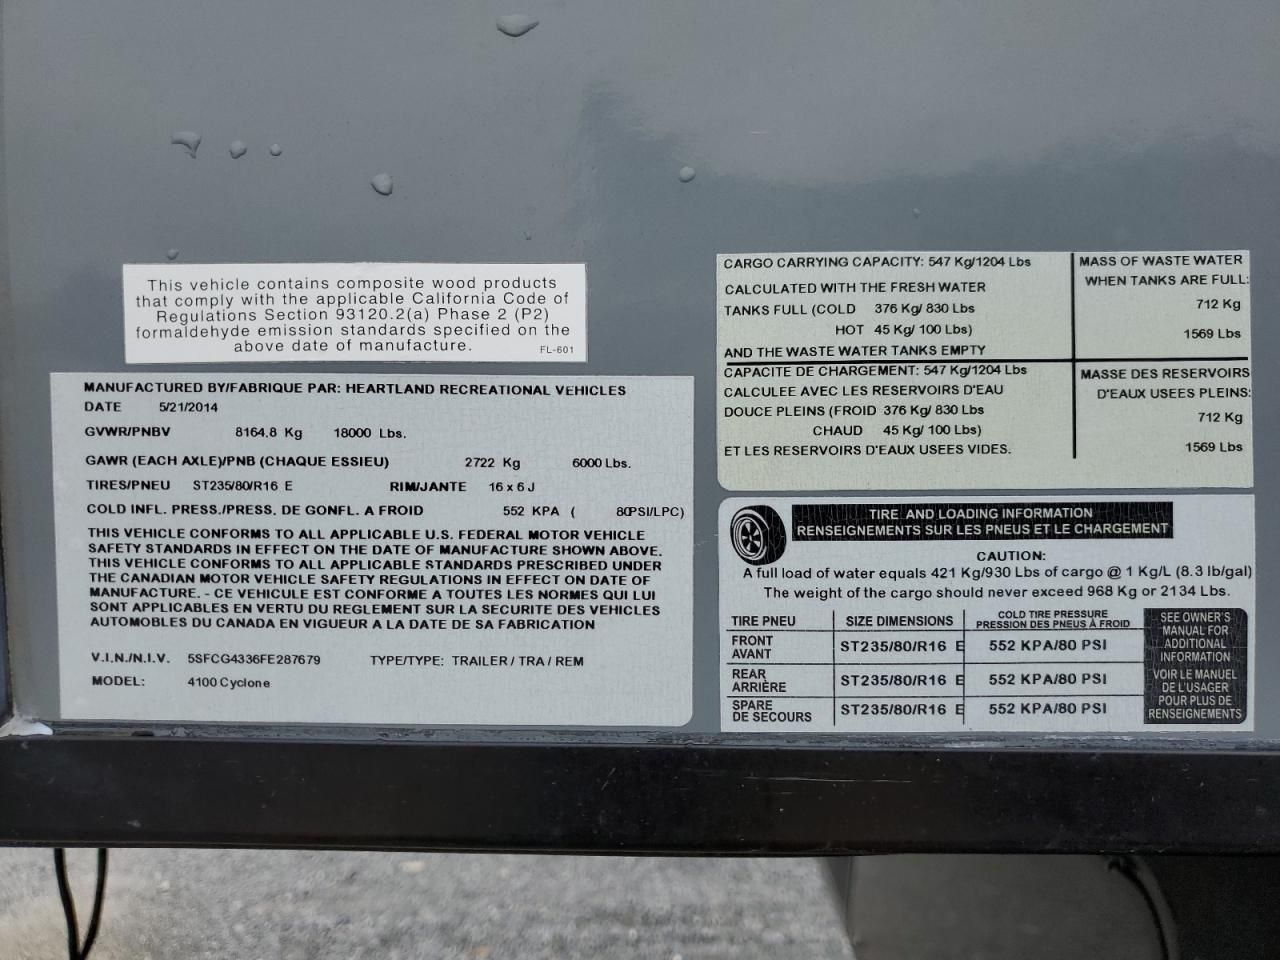 This vehicle contains composite wood products
that comply with the applicable California Code of
Regulations Section 93120.2(a) Phase 2 (P2)
formaldehyde emission standards specified on the
above date of manufacture.
FL-601
MANUFACTURED BY/FABRIQUE PAR: HEARTLAND RECREATIONAL VEHICLES
DATE 5/21/2014
GVWR/PNBV 8164.8 Kg 18000 Lbs.
GAWR (EACH AXLE)/PNB (CHAQUE ESSIEU) 2722 Kg 6000 Lbs.
TIRES/PNEU ST235/80/R16 E RIM/JANTE 16 x 6 J
COLD INFL. PRESS./PRESS. DE GONFL. A FROID 552 KPA ( 80PSI/LPC)
THIS VEHICLE CONFORMS TO ALL APPLICABLE U.S. FEDERAL MOTOR VEHICLE
SAFETY STANDARDS IN EFFECT ON THE DATE OF MANUFACTURE SHOWN ABOVE.
THIS VEHICLE CONFORMS TO ALL APPLICABLE STANDARDS PRESCRIBED UNDER
THE CANADIAN MOTOR VEHICLE SAFETY REGULATIONS IN EFFECT ON DATE OF
MANUFACTURE. - CE VEHICULE EST CONFORME A TOUTES LES NORMES QUI LUI
SONT APPLICABLES EN VERTU DU REGLEMENT SUR LA SECURITE DES VEHICLES
AUTOMOBLES DU CANADA EN VIGUEUR A LA DATE DE SA FABRICATION
V.I.N./N.I.V. 5SFCG4336FE287679 TYPE/TYPE: TRAILER / TRA / REM
MODEL: 4100 Cyclone
CARGO CARRYING CAPACITY: 547 Kg/1204 Lbs
CALCULATED WITH THE FRESH WATER
TANKS FULL (COLD 376 Kg/ 830 Lbs
HOT 45 Kg/ 100 Lbs)
AND THE WASTE WATER TANKS EMPTY
MASS OF WASTE WATER
WHEN TANKS ARE FULL:
712 Kg
1569 Lbs
CAPACITE DE CHARGEMENT: 547 Kg/1204 Lbs
CALCULEE AVEC LES RESERVOIRS D'EAU
DOUCE PLEINS (FROID 376 Kg/ 830 Lbs
CHAUD 45 Kg/ 100 Lbs)
ET LES RESERVOIRS D'EAUX USEES VIDES.
MASSE DES RESERVOIRS
D'EAUX USEES PLEINS:
712 Kg
1569 Lbs
TIRE AND LOADING INFORMATION
RENSEIGNEMENTS SUR LES PNEUS ET LE CHARGEMENT
CAUTION:
A full load of water equals 421 Kg/930 Lbs of cargo @ 1 Kg/L (8.3 lb/gal)
The weight of the cargo should never exceed 968 Kg or 2134 Lbs.
TIRE PNEU SIZE DIMENSIONS COLD TIRE PRESSURE
PRESSION DES PNEUS À FROID
FRONT
AVANT ST235/80/R16 E 552 KPA/80 PSI
REAR
ARRIÈRE ST235/80/R16 E 552 KPA/80 PSI
SPARE
DE SECOURS ST235/80/R16 E 552 KPA/80 PSI
SEE OWNER'S
MANUAL FOR
ADDITIONAL
INFORMATION
VOIR LE MANUEL
DE L'USAGER
POUR PLUS DE
RENSEIGNEMENTS